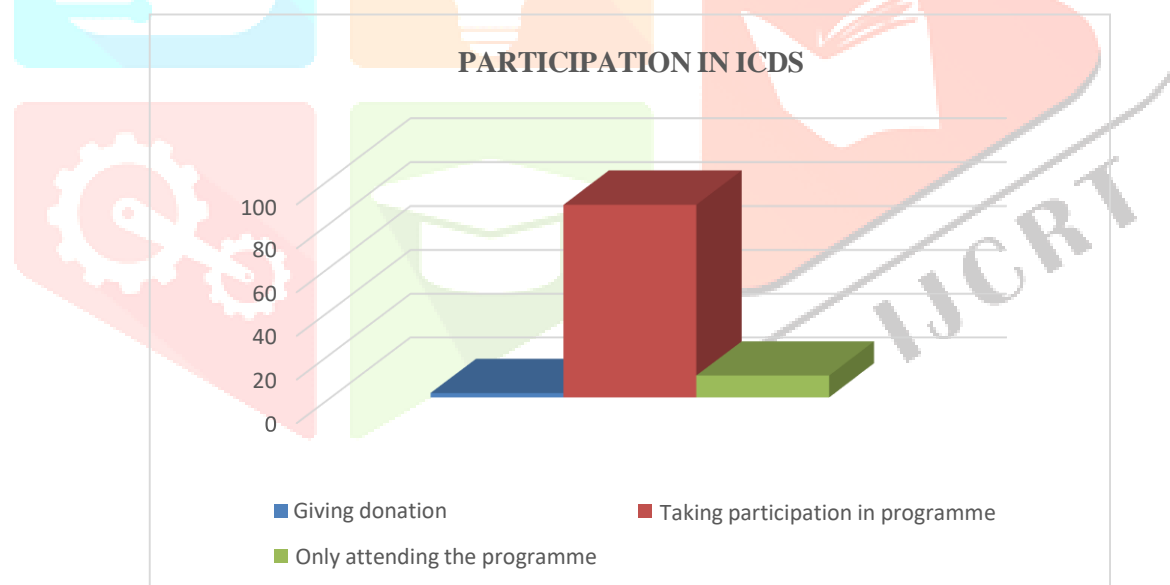 PARTICIPATION IN ICDS
100
80
60
40
20
0
IJCRT
Giving donation
Taking participation in programme
Only attending the programme